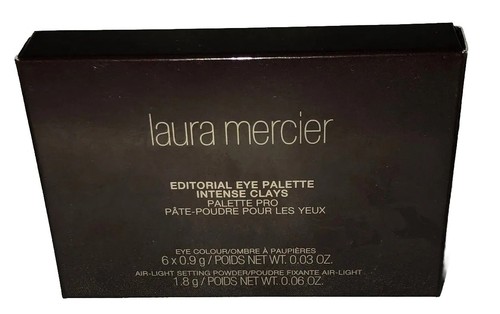 laura mercier
EDITORIAL EYE PALETTE
INTENSE CLAYS
PALETTE PRO
PÂTE-POUDRE POUR LES YEUX
EYE COLOUR/OMBRE À PAUPIÈRES
6 x 0.9 g / POIDS NET WT. 0.03 OZ.
AIR-LIGHT SETTING POWDER/POUDRE FIXANTE AIR-LIGHT
1.8 g / POIDS NET WT. 0.06 OZ.